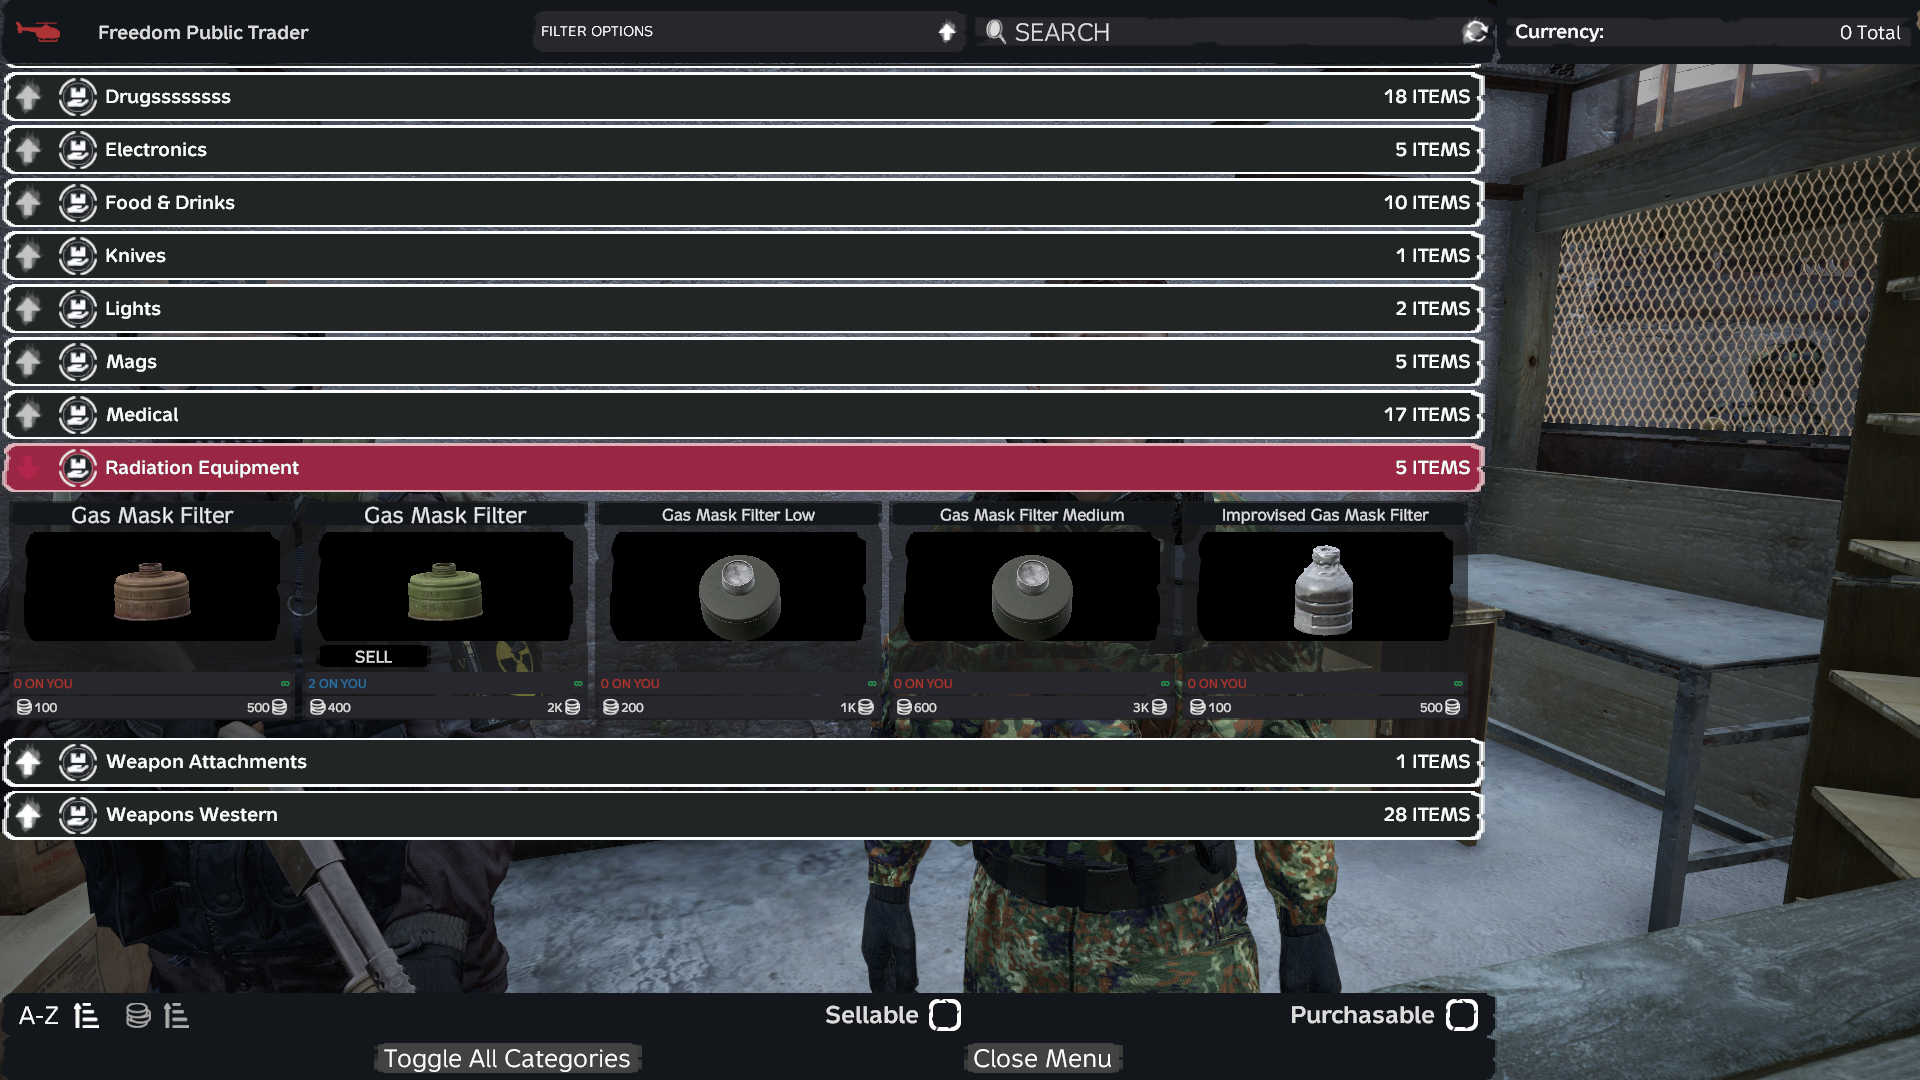 Freedom Public Trader
FILTER OPTIONS
SEARCH
Currency:
0 Total
Drugsssssssss
18 ITEMS
Electronics
5 ITEMS
Food & Drinks
10 ITEMS
Knives
1 ITEMS
Lights
2 ITEMS
Mags
5 ITEMS
Medical
17 ITEMS
Radiation Equipment
5 ITEMS
Gas Mask Filter
Gas Mask Filter
Gas Mask Filter Low
Gas Mask Filter Medium
Improvised Gas Mask Filter
SELL
0 ON YOU
∞
2 ON YOU
∞
0 ON YOU
∞
0 ON YOU
∞
0 ON YOU
∞
100
500
400
2K
200
1K
600
3K
100
500
Weapon Attachments
1 ITEMS
Weapons Western
28 ITEMS
A-Z
Sellable
Purchasable
Toggle All Categories
Close Menu